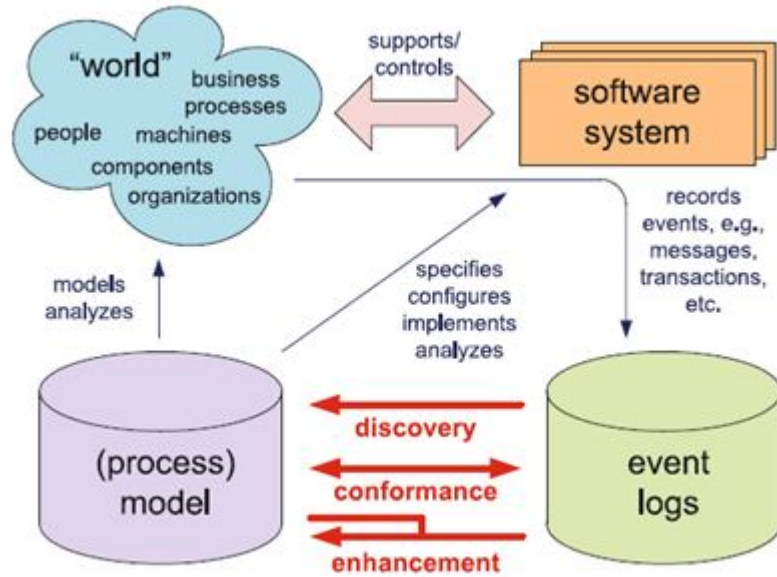 “world”
business
processes
people
machines
components
organizations
supports/
controls
software
system
records
events, e.g.,
messages,
transactions,
etc.
models
analyzes
specifies
configures
implements
analyzes
(process)
model
discovery
conformance
enhancement
event
logs